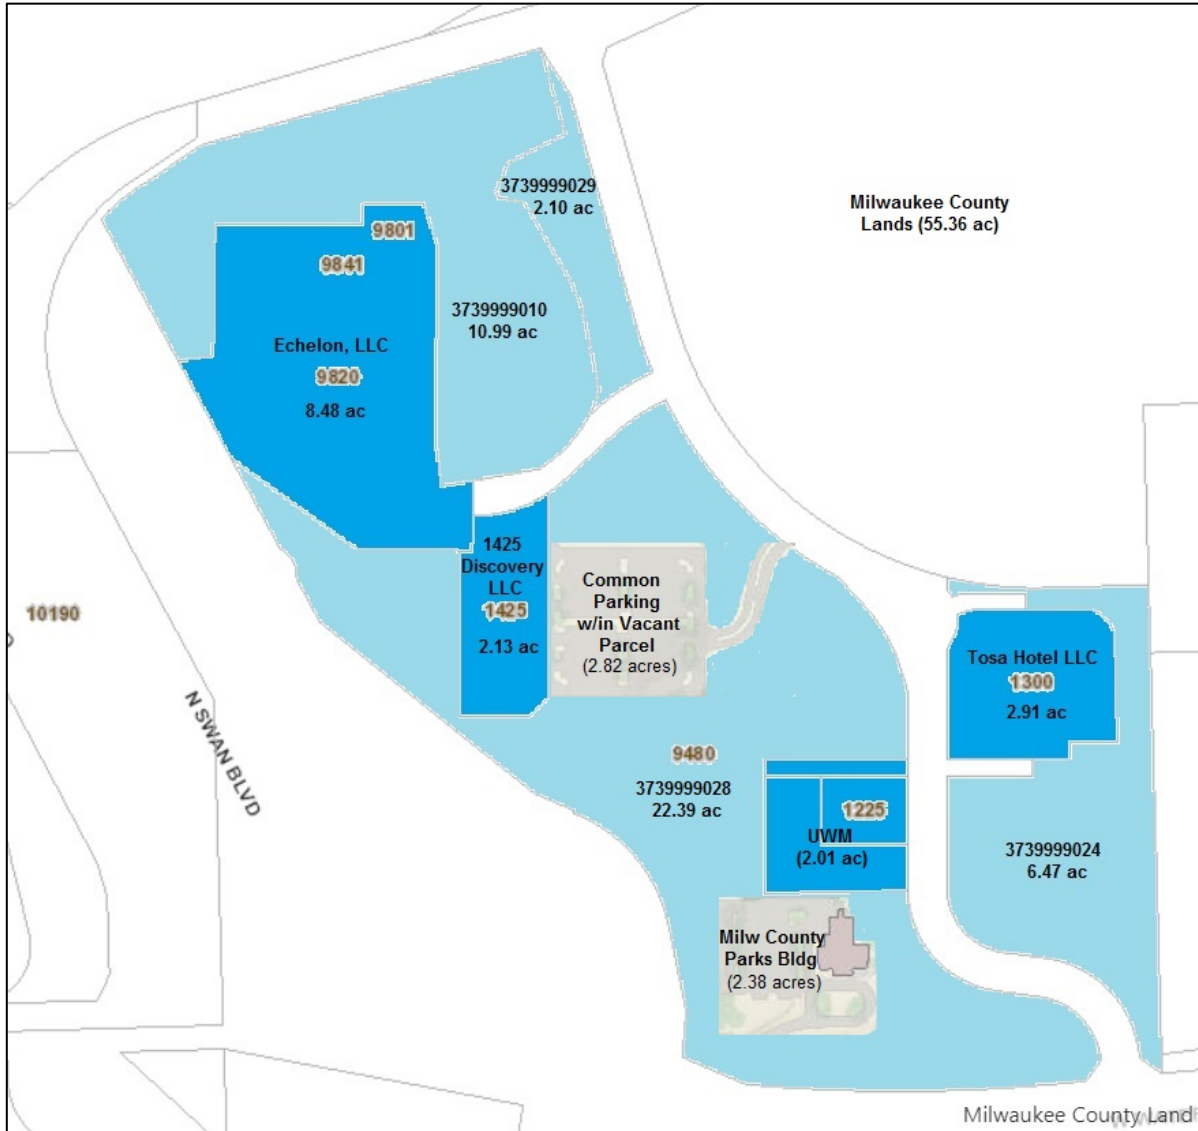 3739999029
2.10 ac
Milwaukee County
Lands (55.36 ac)
9801
9841
3739999010
10.99 ac
Echelon, LLC
9820
8.48 ac
1425
Discovery
LLC
1425
2.13 ac
Common
Parking
w/in Vacant
Parcel
(2.82 acres)
10190
Tosa Hotel LLC
1300
2.91 ac
N SWAN BLVD
9480
3739999028
22.39 ac
1225
UWM
(2.01 ac)
3739999024
6.47 ac
Milw County
Parks Bldg
(2.38 acres)
Milwaukee County Land